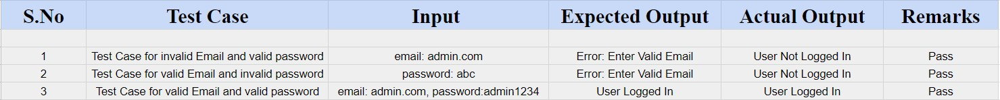 S.No Test Case Input Expected Output Actual Output Remarks
1 Test Case for invalid Email and valid password email: admin.com Error: Enter Valid Email User Not Logged In Pass
2 Test Case for valid Email and invalid password password: abc Error: Enter Valid Email User Not Logged In Pass
3 Test Case for valid Email and valid password email: admin.com, password:admin1234 User Logged In User Logged In Pass